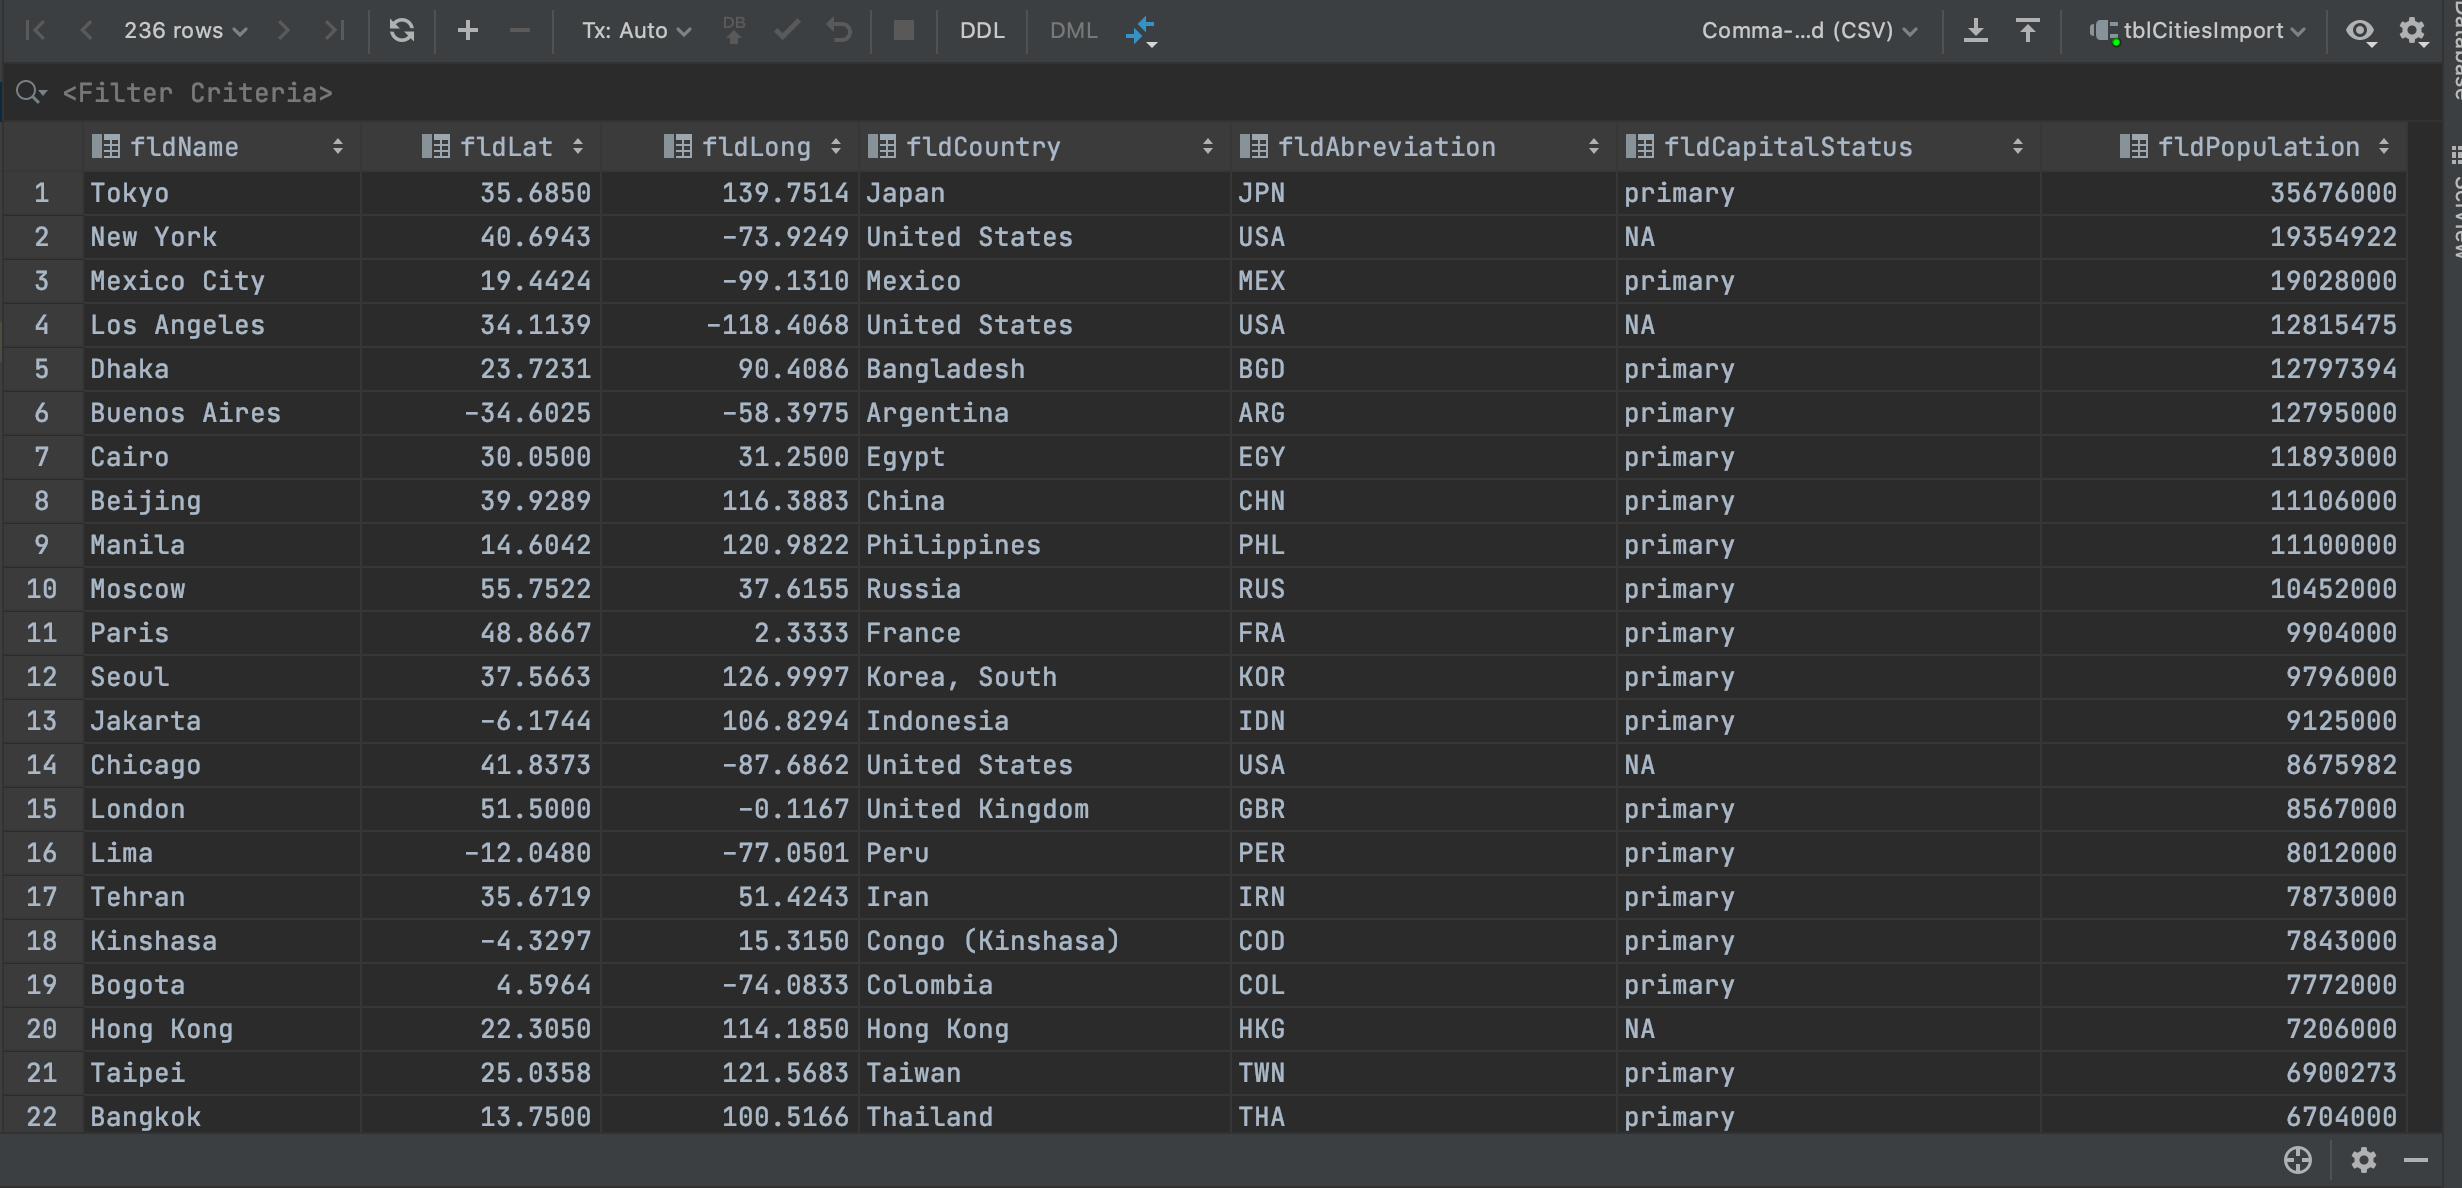 236 rows Tx: Auto DB DDL DML Comma-...d (CSV) tblCitiesImport
<Filter Criteria>
fldName fldLat fldLong fldCountry fldAbreviation fldCapitalStatus fldPopulation
1 Tokyo 35.6850 139.7514 Japan JPN primary 35676000
2 New York 40.6943 -73.9249 United States USA NA 19354922
3 Mexico City 19.4424 -99.1310 Mexico MEX primary 19028000
4 Los Angeles 34.1139 -118.4068 United States USA NA 12815475
5 Dhaka 23.7231 90.4086 Bangladesh BGD primary 12797394
6 Buenos Aires -34.6025 -58.3975 Argentina ARG primary 12795000
7 Cairo 30.0500 31.2500 Egypt EGY primary 11893000
8 Beijing 39.9289 116.3883 China CHN primary 11106000
9 Manila 14.6042 120.9822 Philippines PHL primary 11100000
10 Moscow 55.7522 37.6155 Russia RUS primary 10452000
11 Paris 48.8667 2.3333 France FRA primary 9904000
12 Seoul 37.5663 126.9997 Korea, South KOR primary 9796000
13 Jakarta -6.1744 106.8294 Indonesia IDN primary 9125000
14 Chicago 41.8373 -87.6862 United States USA NA 8675982
15 London 51.5000 -0.1167 United Kingdom GBR primary 8567000
16 Lima -12.0480 -77.0501 Peru PER primary 8012000
17 Tehran 35.6719 51.4243 Iran IRN primary 7873000
18 Kinshasa -4.3297 15.3150 Congo (Kinshasa) COD primary 7843000
19 Bogota 4.5964 -74.0833 Colombia COL primary 7772000
20 Hong Kong 22.3050 114.1850 Hong Kong HKG NA 7206000
21 Taipei 25.0358 121.5683 Taiwan TWN primary 6900273
22 Bangkok 13.7500 100.5166 Thailand THA primary 6704000
Database
SciView